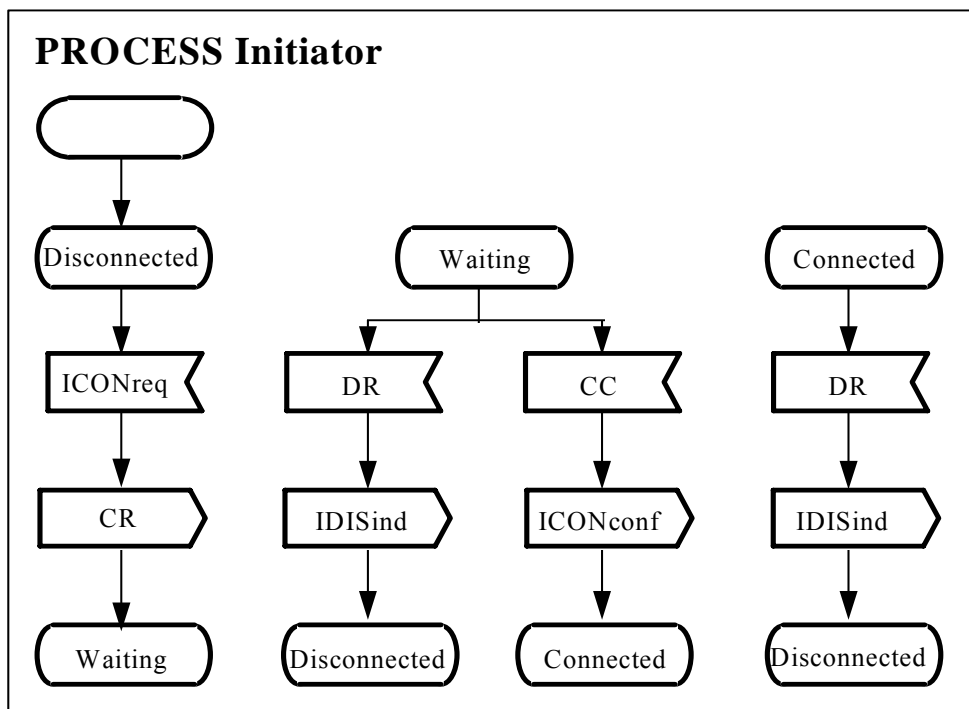 PROCESS Initiator
Disconnected
Waiting
Connected
ICONreq
DR
CC
DR
CR
IDISind
ICONconf
IDISind
Waiting
Disconnected
Connected
Disconnected